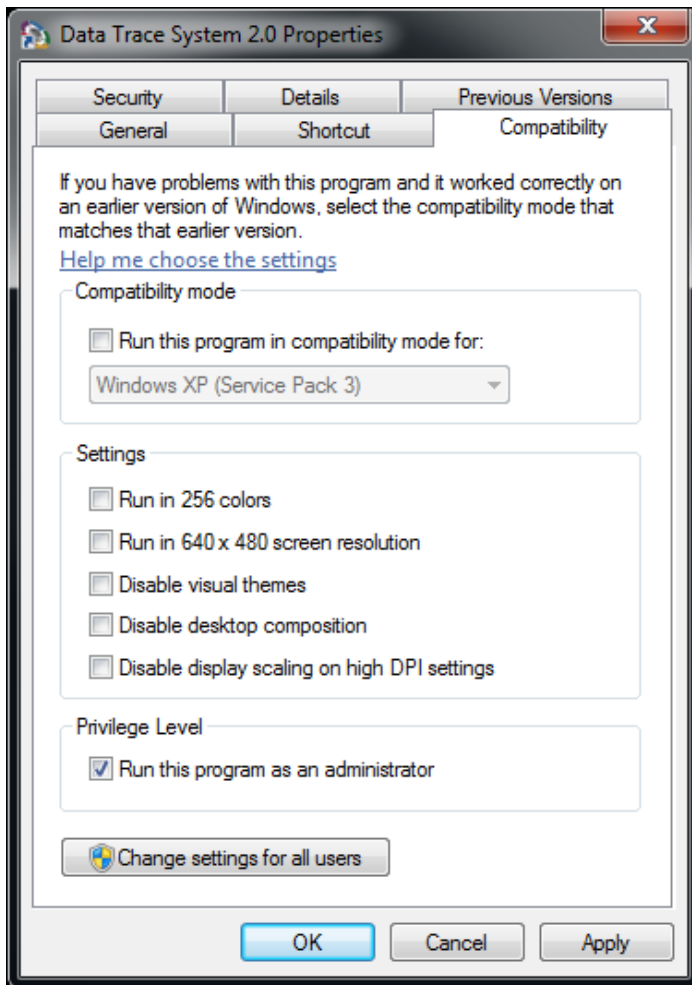 Data Trace System 2.0 Properties
Security Details Previous Versions
General Shortcut Compatibility
If you have problems with this program and it worked correctly on
an earlier version of Windows, select the compatibility mode that
matches that earlier version.
Help me choose the settings
Compatibility mode
Run this program in compatibility mode for:
Windows XP (Service Pack 3)
Settings
Run in 256 colors
Run in 640 x 480 screen resolution
Disable visual themes
Disable desktop composition
Disable display scaling on high DPI settings
Privilege Level
Run this program as an administrator
Change settings for all users
OK Cancel Apply